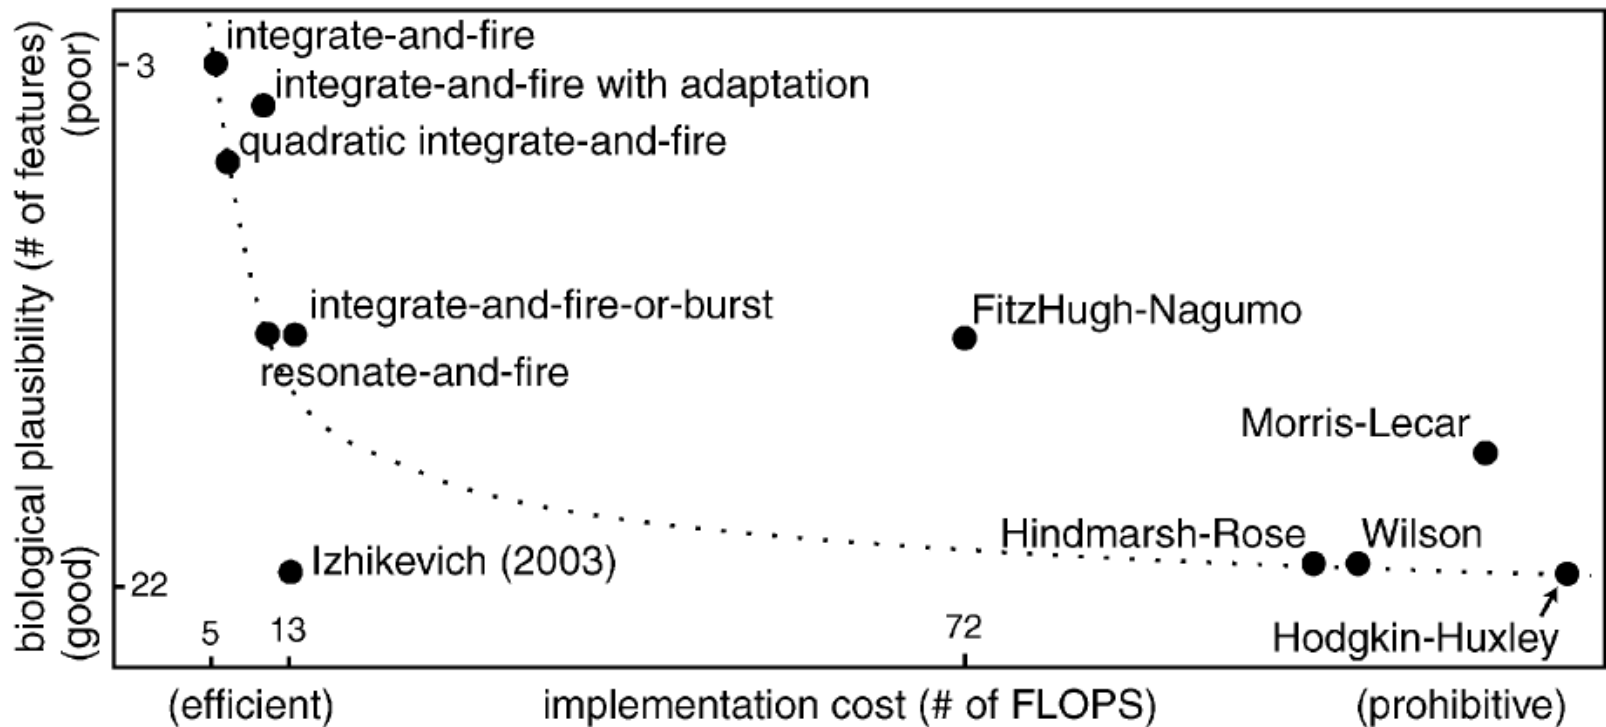 biological plausibility (# of features)
(poor)
(good)
3
22
integrate-and-fire
integrate-and-fire with adaptation
quadratic integrate-and-fire
integrate-and-fire-or-burst
resonate-and-fire
FitzHugh-Nagumo
Morris-Lecar
Hindmarsh-Rose
Wilson
Izhikevich (2003)
Hodgkin-Huxley
5
13
72
(efficient)
implementation cost (# of FLOPS)
(prohibitive)